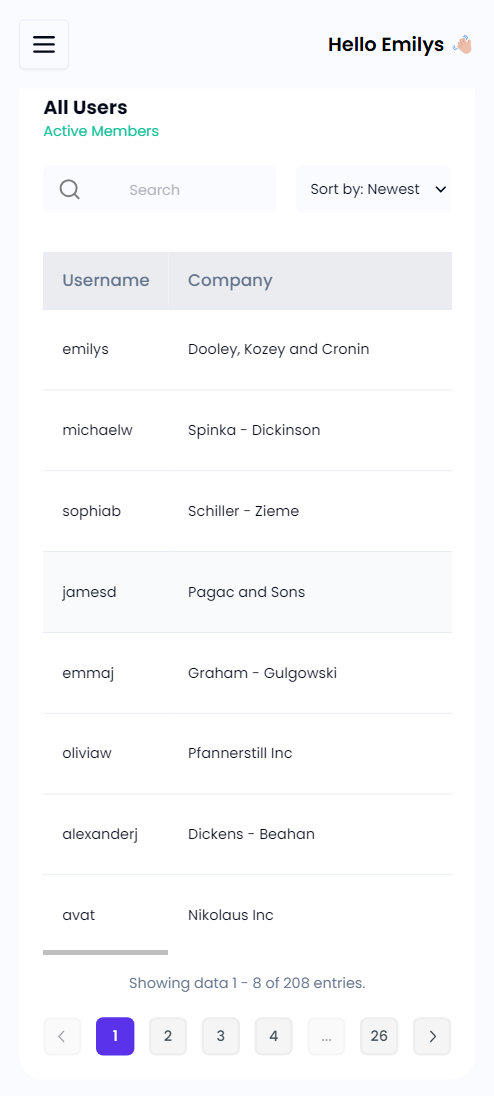 Hello Emilys 👋🏼
All Users
Active Members
Search
Sort by: Newest
Username Company
emilys Dooley, Kozey and Cronin
michaelw Spinka - Dickinson
sophiab Schiller - Zieme
jamesd Pagac and Sons
emmaj Graham - Gulgowski
oliviaw Pfannerstill Inc
alexanderj Dickens - Beahan
avat Nikolaus Inc
Showing data 1 - 8 of 208 entries.
< 1 2 3 4 ... 26 >